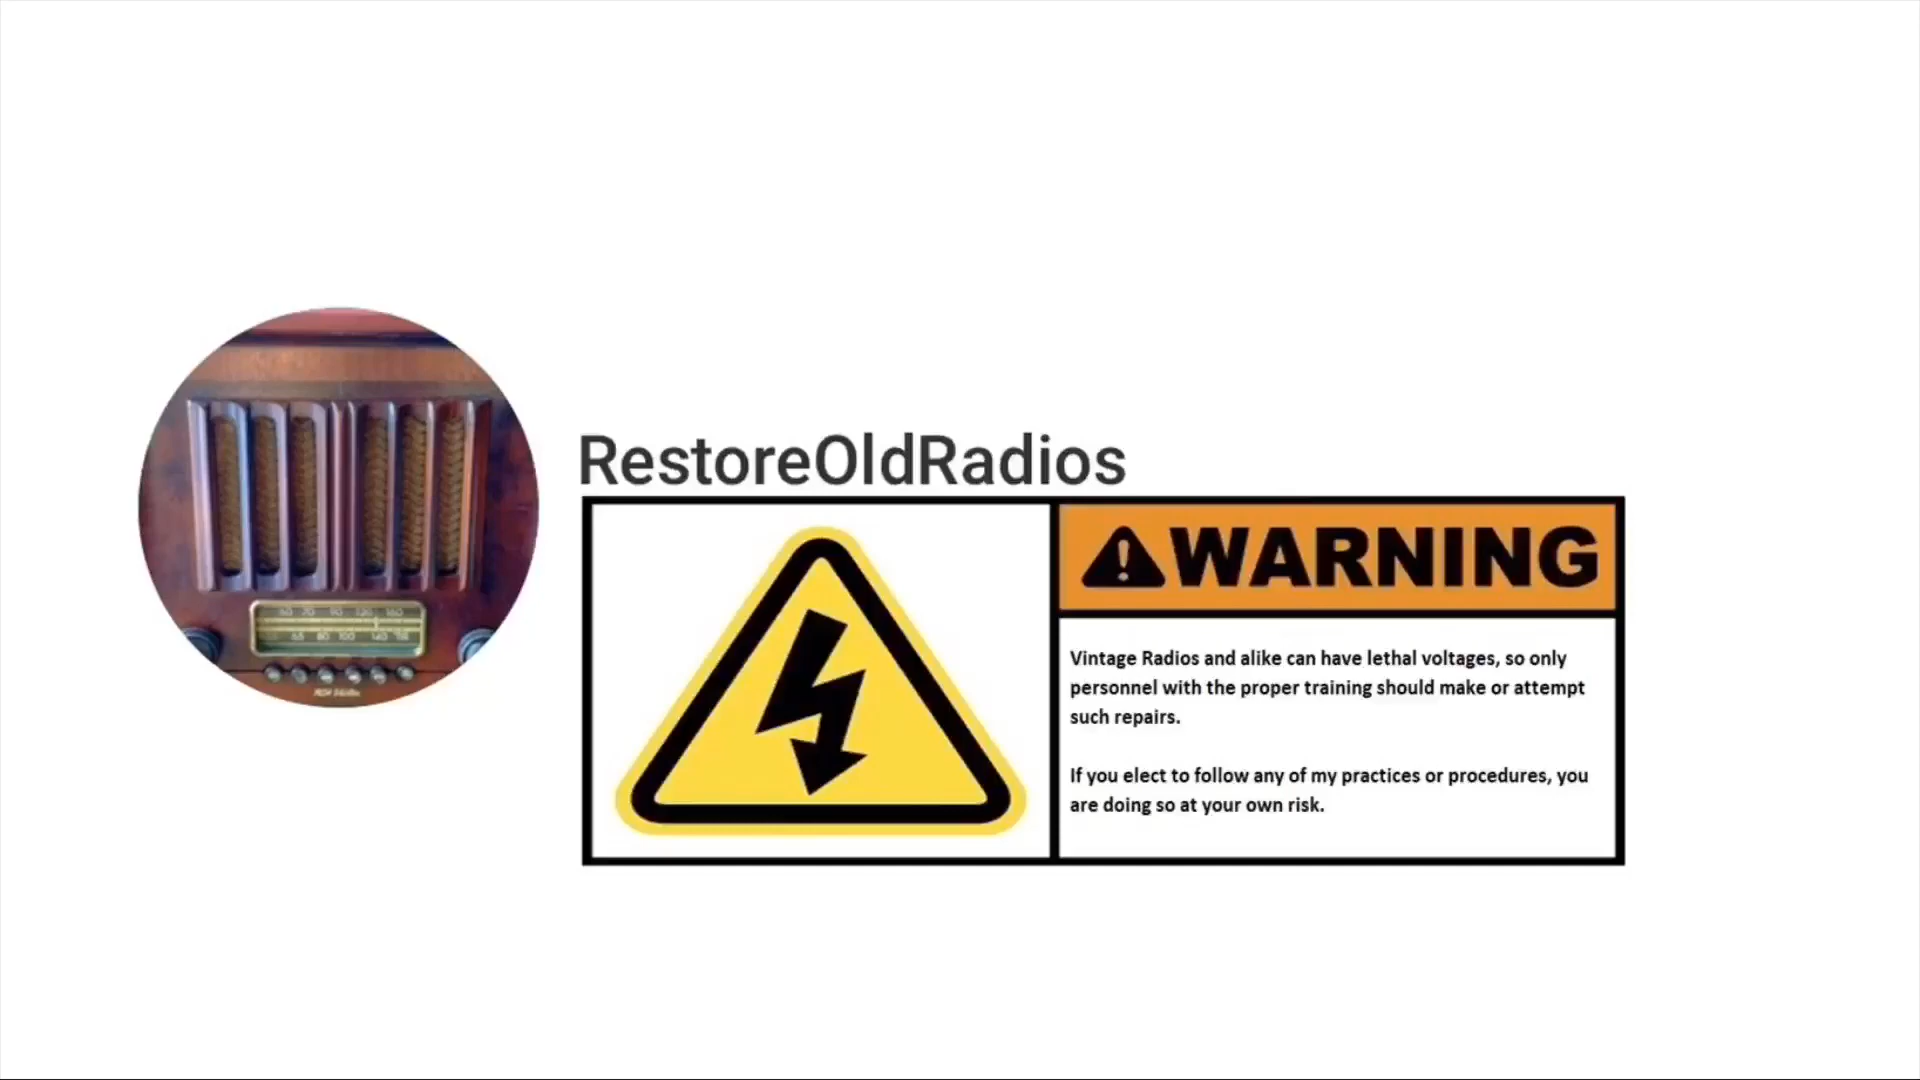 RestoreOldRadios
WARNING
Vintage Radios and alike can have lethal voltages, so only
personnel with the proper training should make or attempt
such repairs.
If you elect to follow any of my practices or procedures, you
are doing so at your own risk.